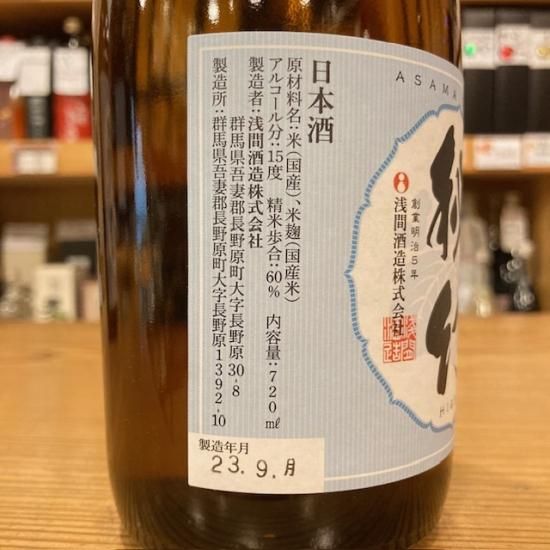 日本酒
原材料名:米(国産)、米麹(国産米)
アルコール分:15度 精米歩合:60% 内容量:720㎖
製造者:浅間酒造株式会社
群馬県吾妻郡長野原町大字長野原30-8
製造所:群馬県吾妻郡長野原町大字長野原1392-10
製造年月
23.9.月
ASAMA
創業明治5年
浅間酒造株式会社